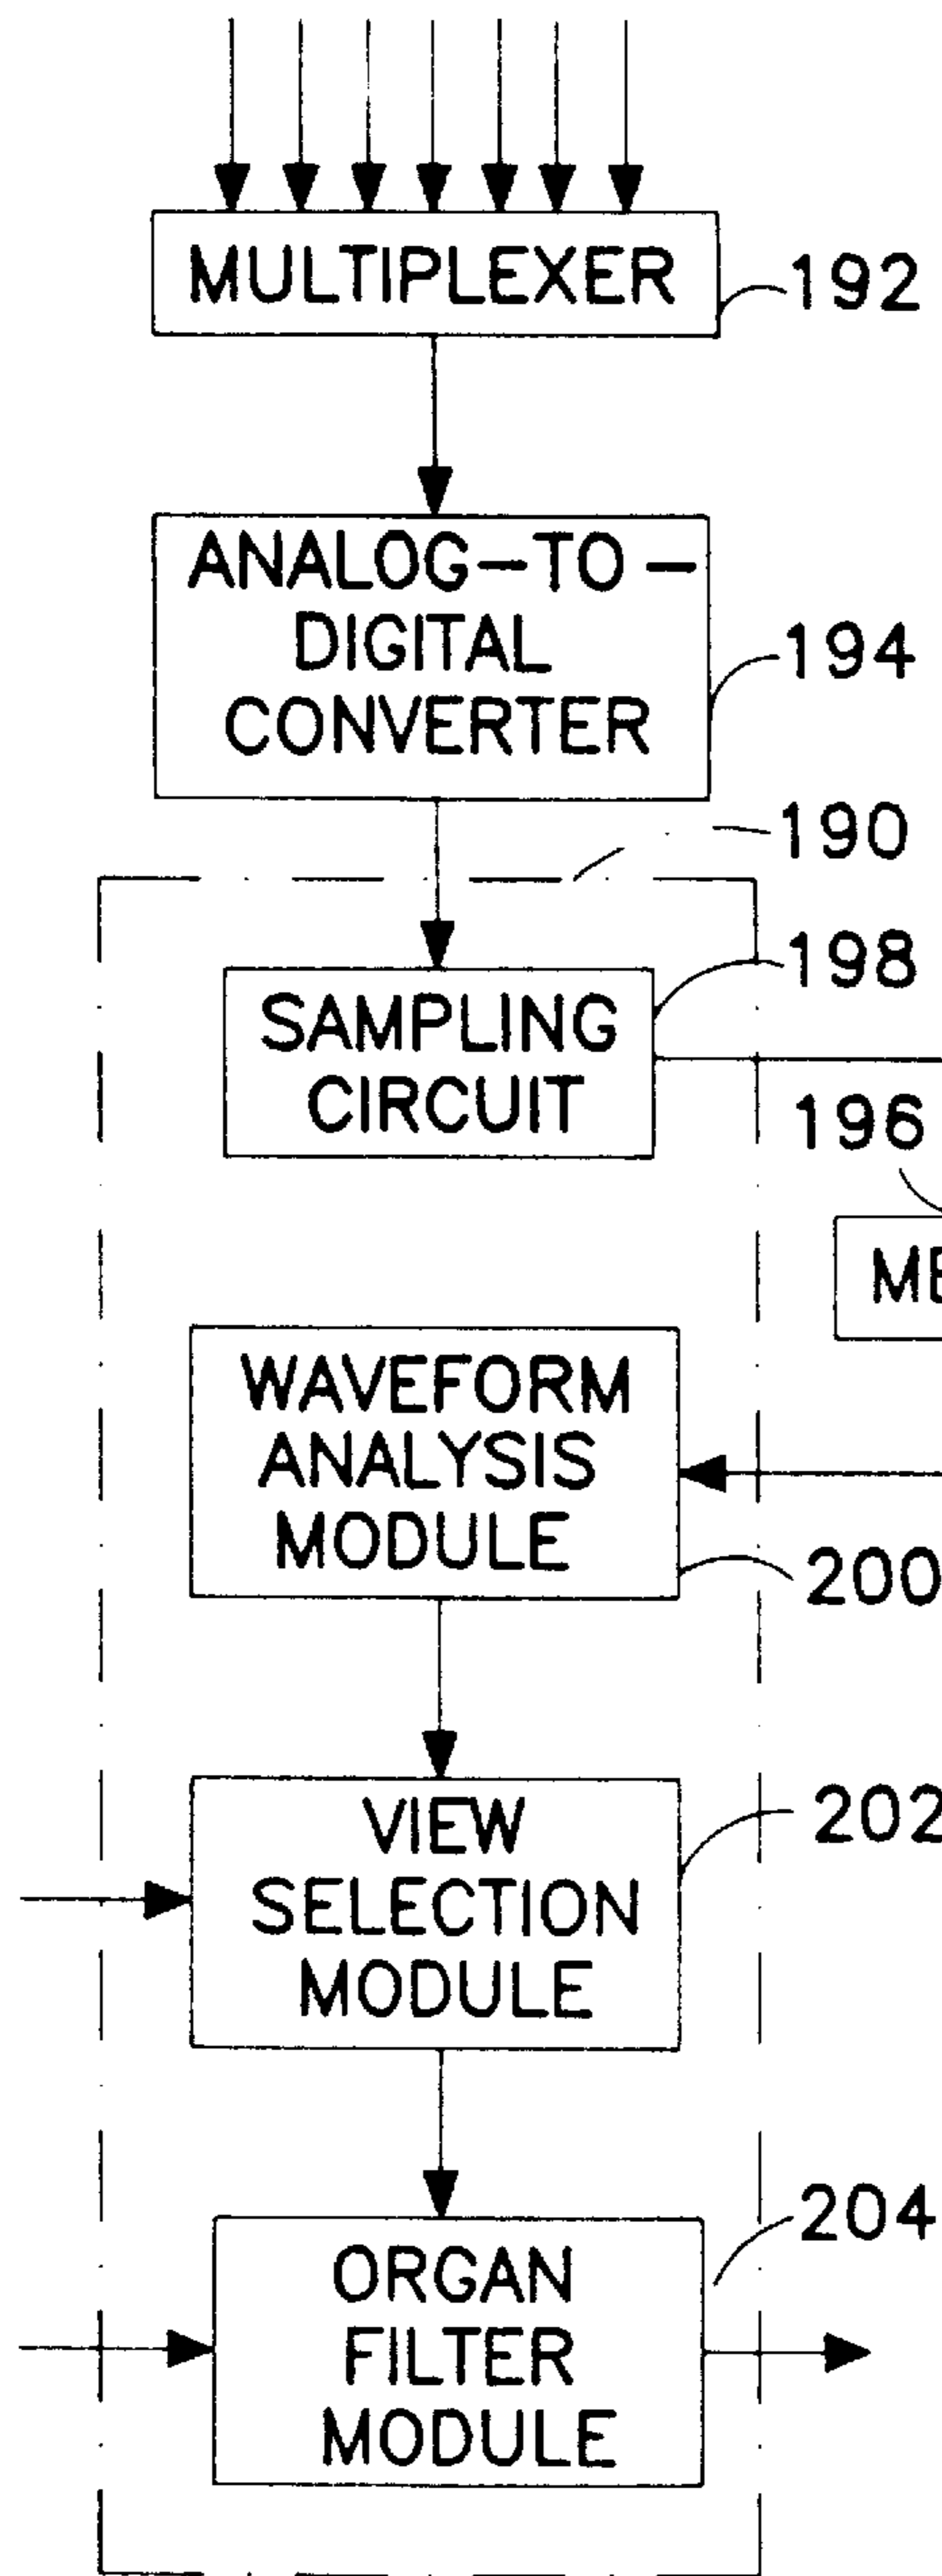 MULTIPLEXER
192
ANALOG-TO-
DIGITAL
CONVERTER
194
190
SAMPLING
CIRCUIT
198
196
WAVEFORM
ANALYSIS
MODULE
200
VIEW
SELECTION
MODULE
202
ORGAN
FILTER
MODULE
204